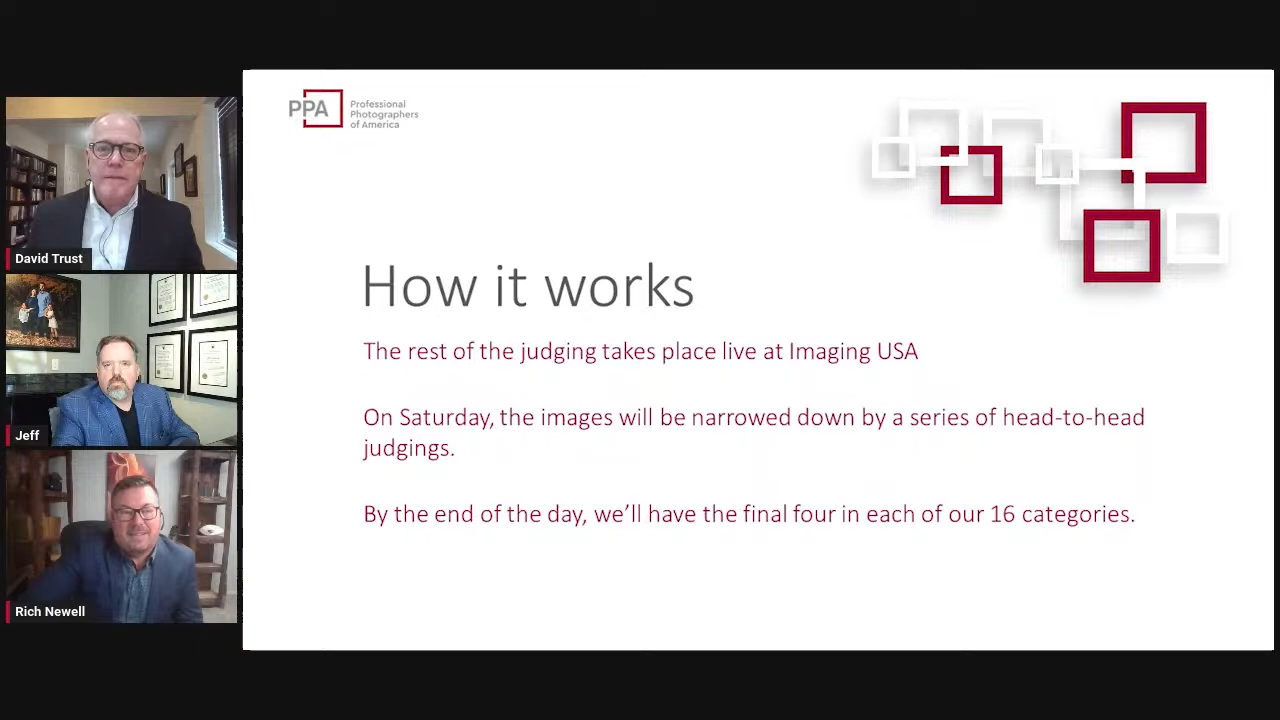 PPA
Professional
Photographers
of America
David Trust
Jeff
Rich Newell
How it works
The rest of the judging takes place live at Imaging USA
On Saturday, the images will be narrowed down by a series of head-to-head
judgings.
By the end of the day, we’ll have the final four in each of our 16 categories.